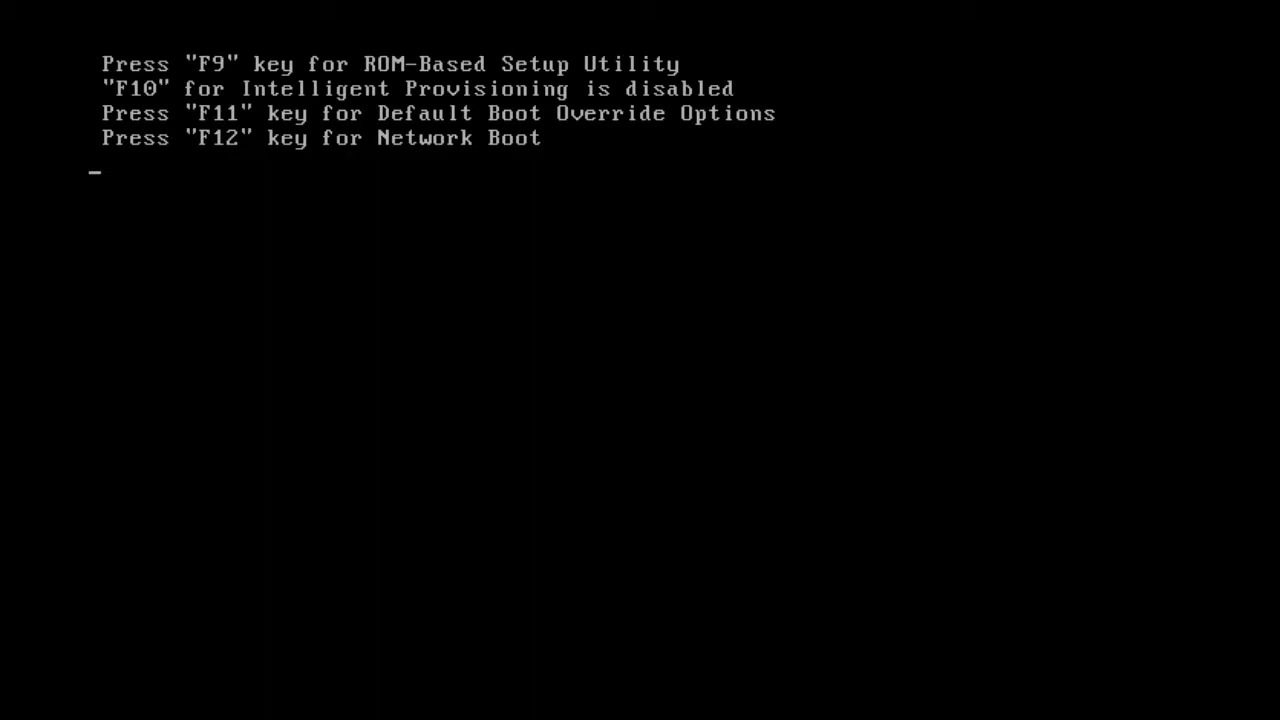 Press "F9" key for ROM-Based Setup Utility
"F10" for Intelligent Provisioning is disabled
Press "F11" key for Default Boot Override Options
Press "F12" key for Network Boot